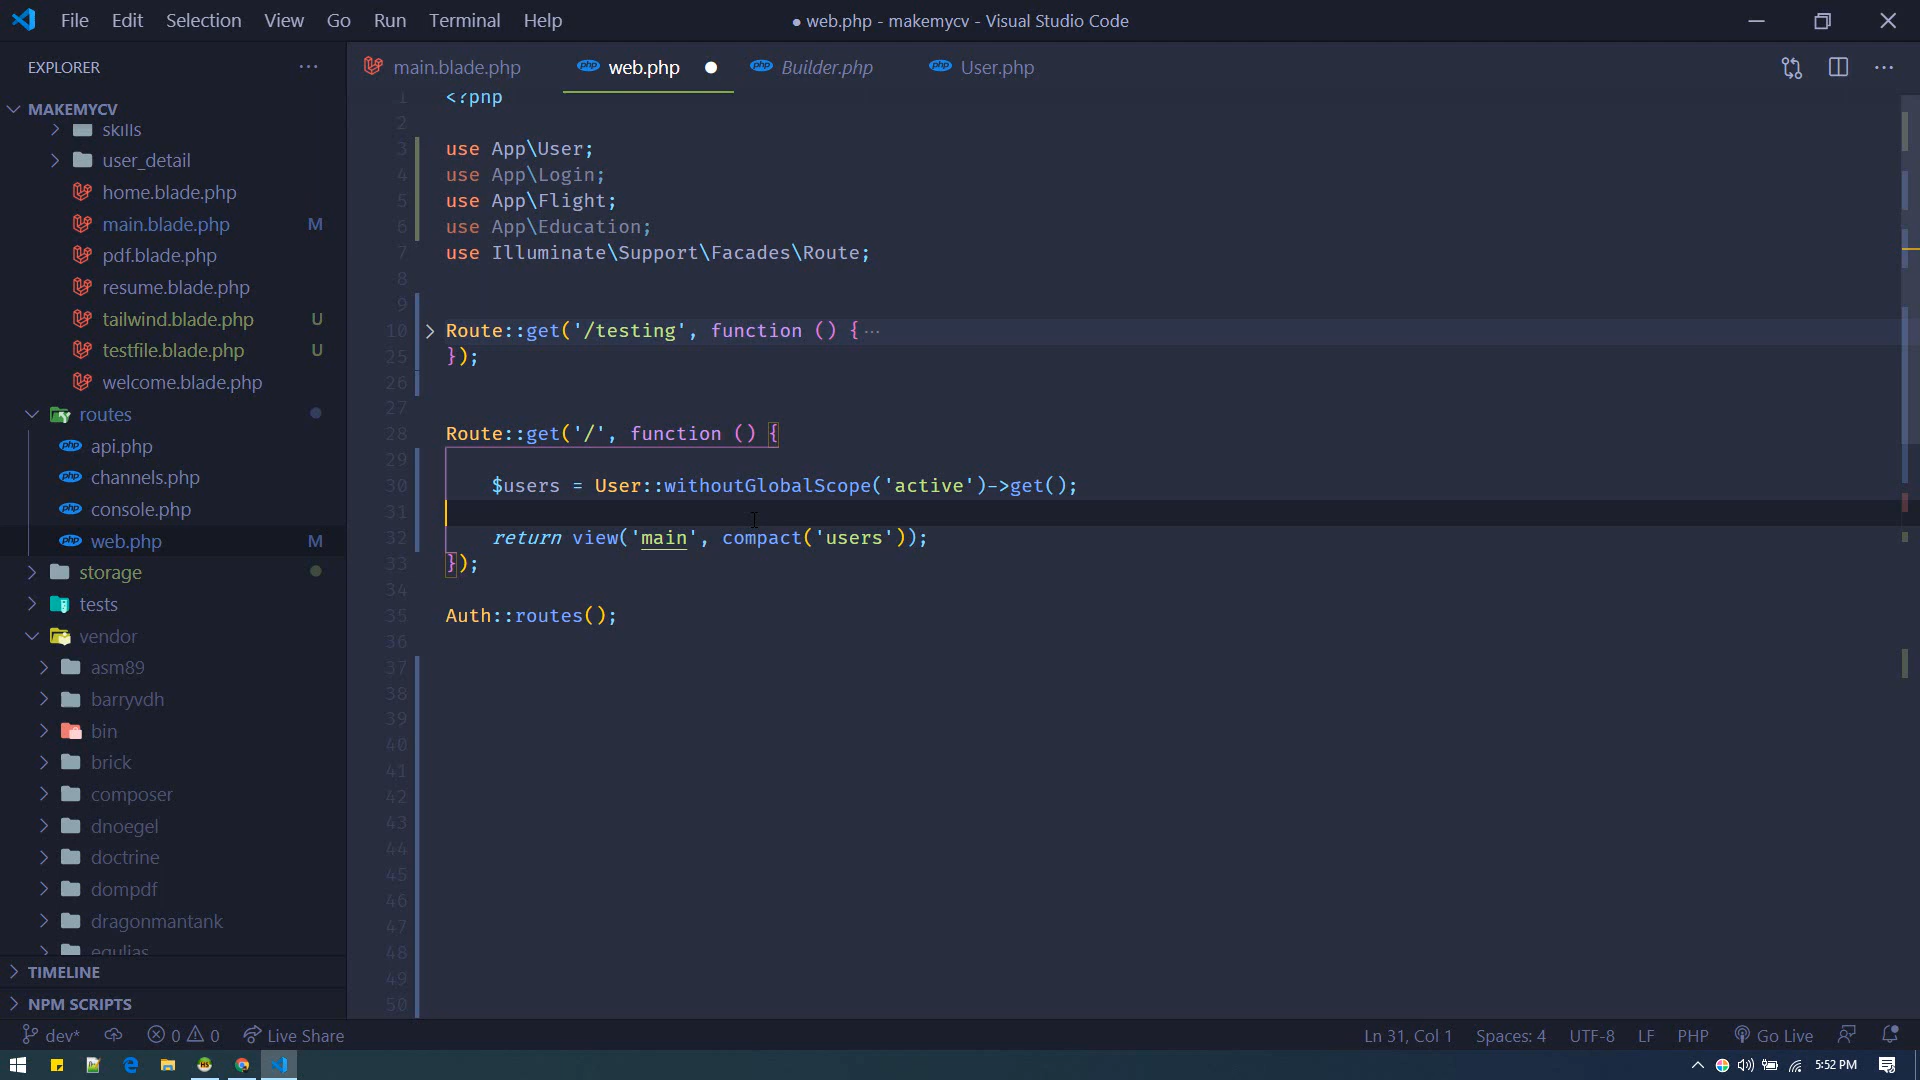 File Edit Selection View Go Run Terminal Help
● web.php - makemycv - Visual Studio Code
EXPLORER
main.blade.php
web.php
Builder.php
User.php
MAKEMYCV
skills
user_detail
home.blade.php
main.blade.php M
pdf.blade.php
resume.blade.php
tailwind.blade.php U
testfile.blade.php U
welcome.blade.php
routes
api.php
channels.php
console.php
web.php M
storage
tests
vendor
asm89
barryvdh
bin
brick
composer
dnoegel
doctrine
dompdf
dragonmantank
egulias
TIMELINE
NPM SCRIPTS
1 <?php
2
3 use App\User;
4 use App\Login;
5 use App\Flight;
6 use App\Education;
7 use Illuminate\Support\Facades\Route;
8
9
10 Route::get('/testing', function () { ···
25 });
26
27
28 Route::get('/', function () {
29
30 $users = User::withoutGlobalScope('active')->get();
31
32 return view('main', compact('users'));
33 });
34
35 Auth::routes();
36
37
38
39
40
41
42
43
44
45
46
47
48
49
50
dev* 0 0 Live Share
Ln 31, Col 1 Spaces: 4 UTF-8 LF PHP Go Live
5:52 PM